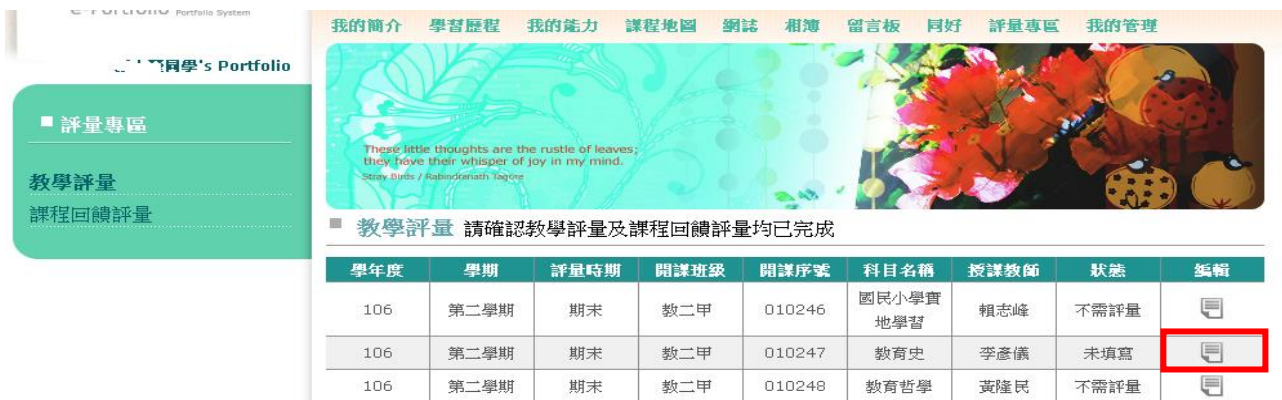 e-Portfolio Portfolio System
我的簡介 學習歷程 我的能力 課程地圖 網誌 相簿 留言板 同好 評量專區 我的管理
同學's Portfolio
評量專區
教學評量
課程回饋評量
These little thoughts are the rustle of leaves;
they have their whisper of joy in my mind.
Stray Birds / Rabindranath Tagore
教學評量 請確認教學評量及課程回饋評量均已完成
學年度 學期 評量時期 開課班級 開課序號 科目名稱 授課教師 狀態 編輯
106 第二學期 期末 教二甲 010246 國民小學實地學習 賴志峰 不需評量
106 第二學期 期末 教二甲 010247 教育史 李彥儀 未填寫
106 第二學期 期末 教二甲 010248 教育哲學 黃隆民 不需評量